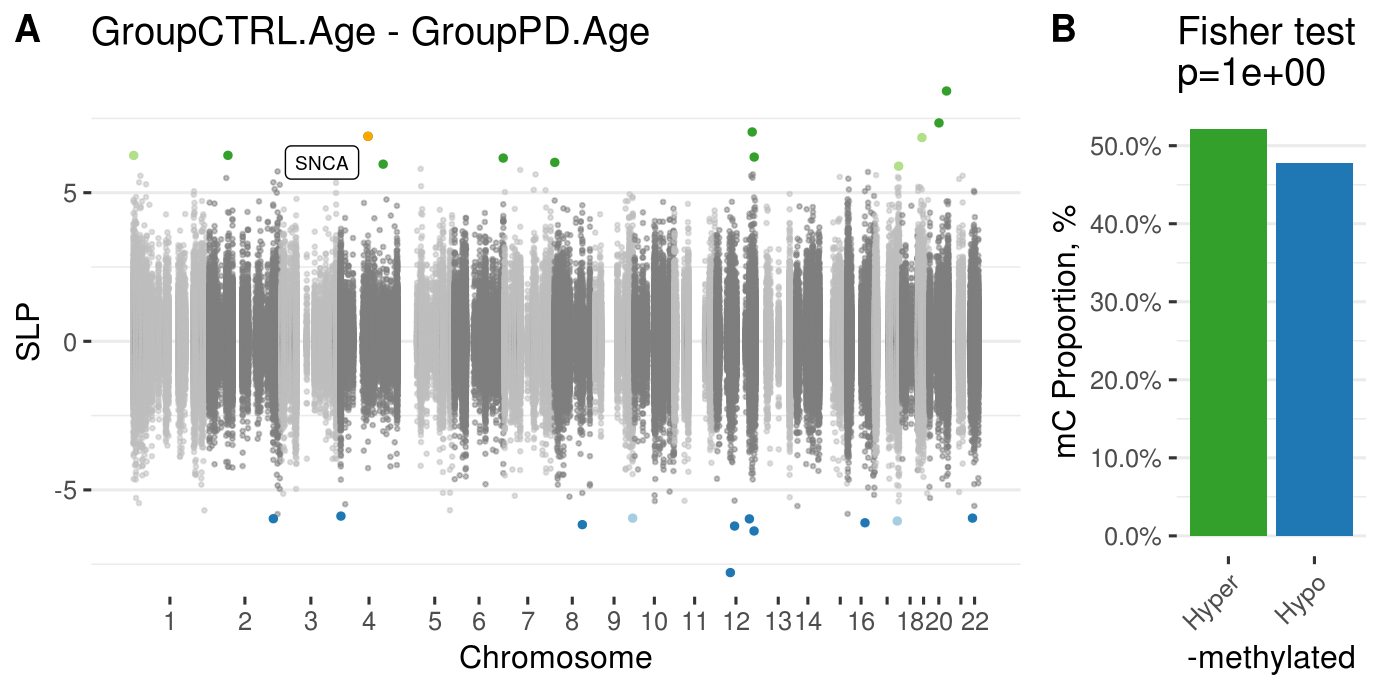 A
GroupCTRL.Age - GroupPD.Age
SLP
5
0
-5
SNCA
1 2 3 4 5 6 7 8 9 10 11 12 13 14 16 18 20 22
Chromosome
B
Fisher test
p=1e+00
mC Proportion, %
50.0%
40.0%
30.0%
20.0%
10.0%
0.0%
Hyper
Hypo
-methylated